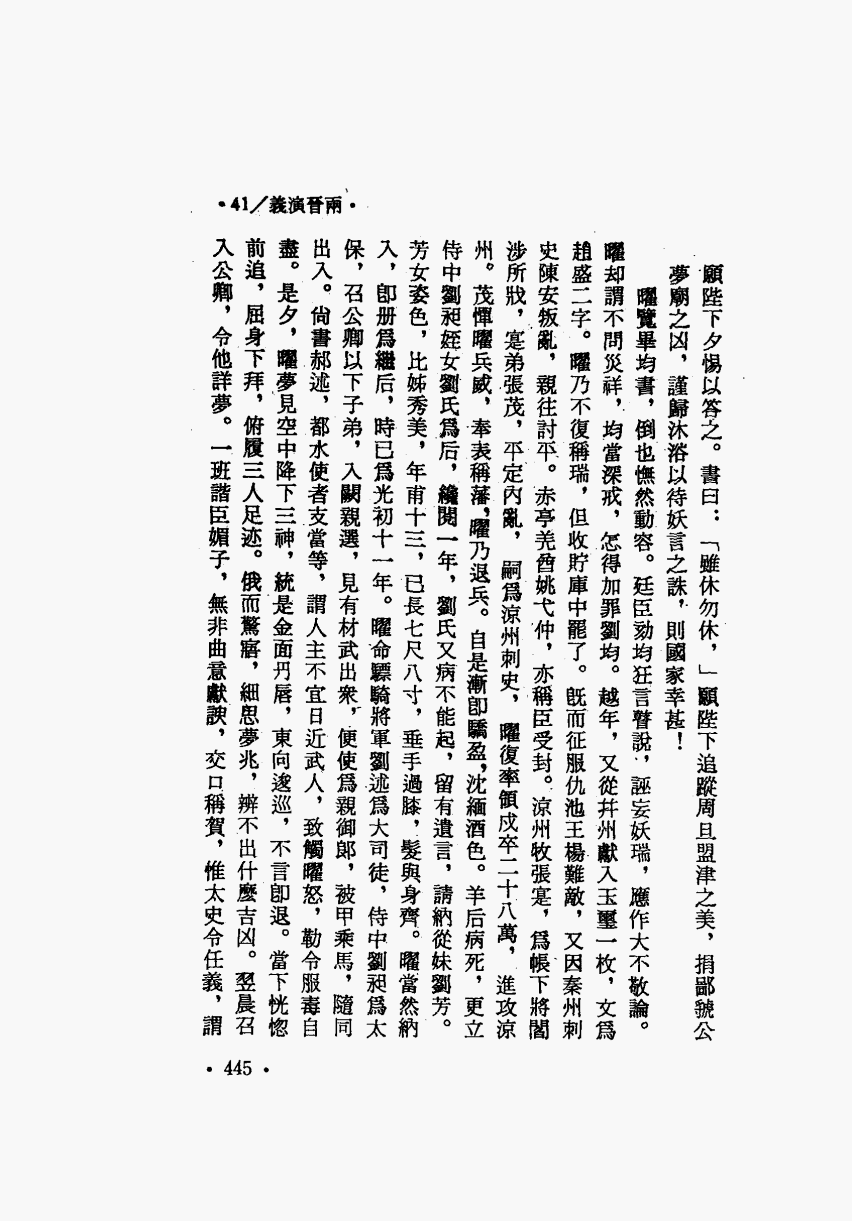 •41/義演晉兩•
願陛下夕惕以答之。書曰：「雖休勿休，」願陛下追蹤周旦盟津之美，捐鄙虢公
夢廟之凶，謹歸沐浴以待妖言之誅，則國家幸甚！
曜覽畢均書，倒也憮然動容。廷臣劾均狂言瞽說，誣妄妖瑞，應作大不敬論。
曜却謂不問災祥，均當深戒，怎得加罪劉均。越年，又從幷州獻入玉璽一枚，文爲
趙盛二字。曜乃不復稱瑞，但收貯庫中罷了。旣而征服仇池王楊難敵，又因秦州刺
史陳安叛亂，親往討平。赤亭羌酋姚弋仲，亦稱臣受封。涼州牧張寔，爲帳下將閻
涉所戕，寔弟張茂，平定內亂，嗣爲涼州刺史，曜復率領戍卒二十八萬，進攻涼
州。茂憚曜兵威，奉表稱藩，曜乃退兵。自是漸卽驕盈，沈緬酒色。羊后病死，更立
侍中劉昶姪女劉氏爲后，纔閱一年，劉氏又病不能起，留有遺言，請納從妹劉芳。
芳女姿色，比姊秀美，年甫十三，已長七尺八寸，垂手過膝，髮與身齊。曜當然納
入，卽册爲繼后，時已爲光初十一年。曜命驃騎將軍劉述爲大司徒，侍中劉昶爲太
保，召公卿以下子弟，入闕親選，見有材武出衆，便使爲親御郞，被甲乘馬，隨同
出入。尙書郝述，都水使者支當等，謂人主不宜日近武人，致觸曜怒，勒令服毒自
盡。是夕，曜夢見空中降下三神，統是金面丹唇，東向逡巡，不言卽退。當下恍惚
前追，屈身下拜，俯履三人足迹。俄而驚寤，細思夢兆，辨不出什麼吉凶。翌晨召
入公卿，令他詳夢。一班諧臣媚子，無非曲意獻諛，交口稱賀，惟太史令任義，謂
• 445 •